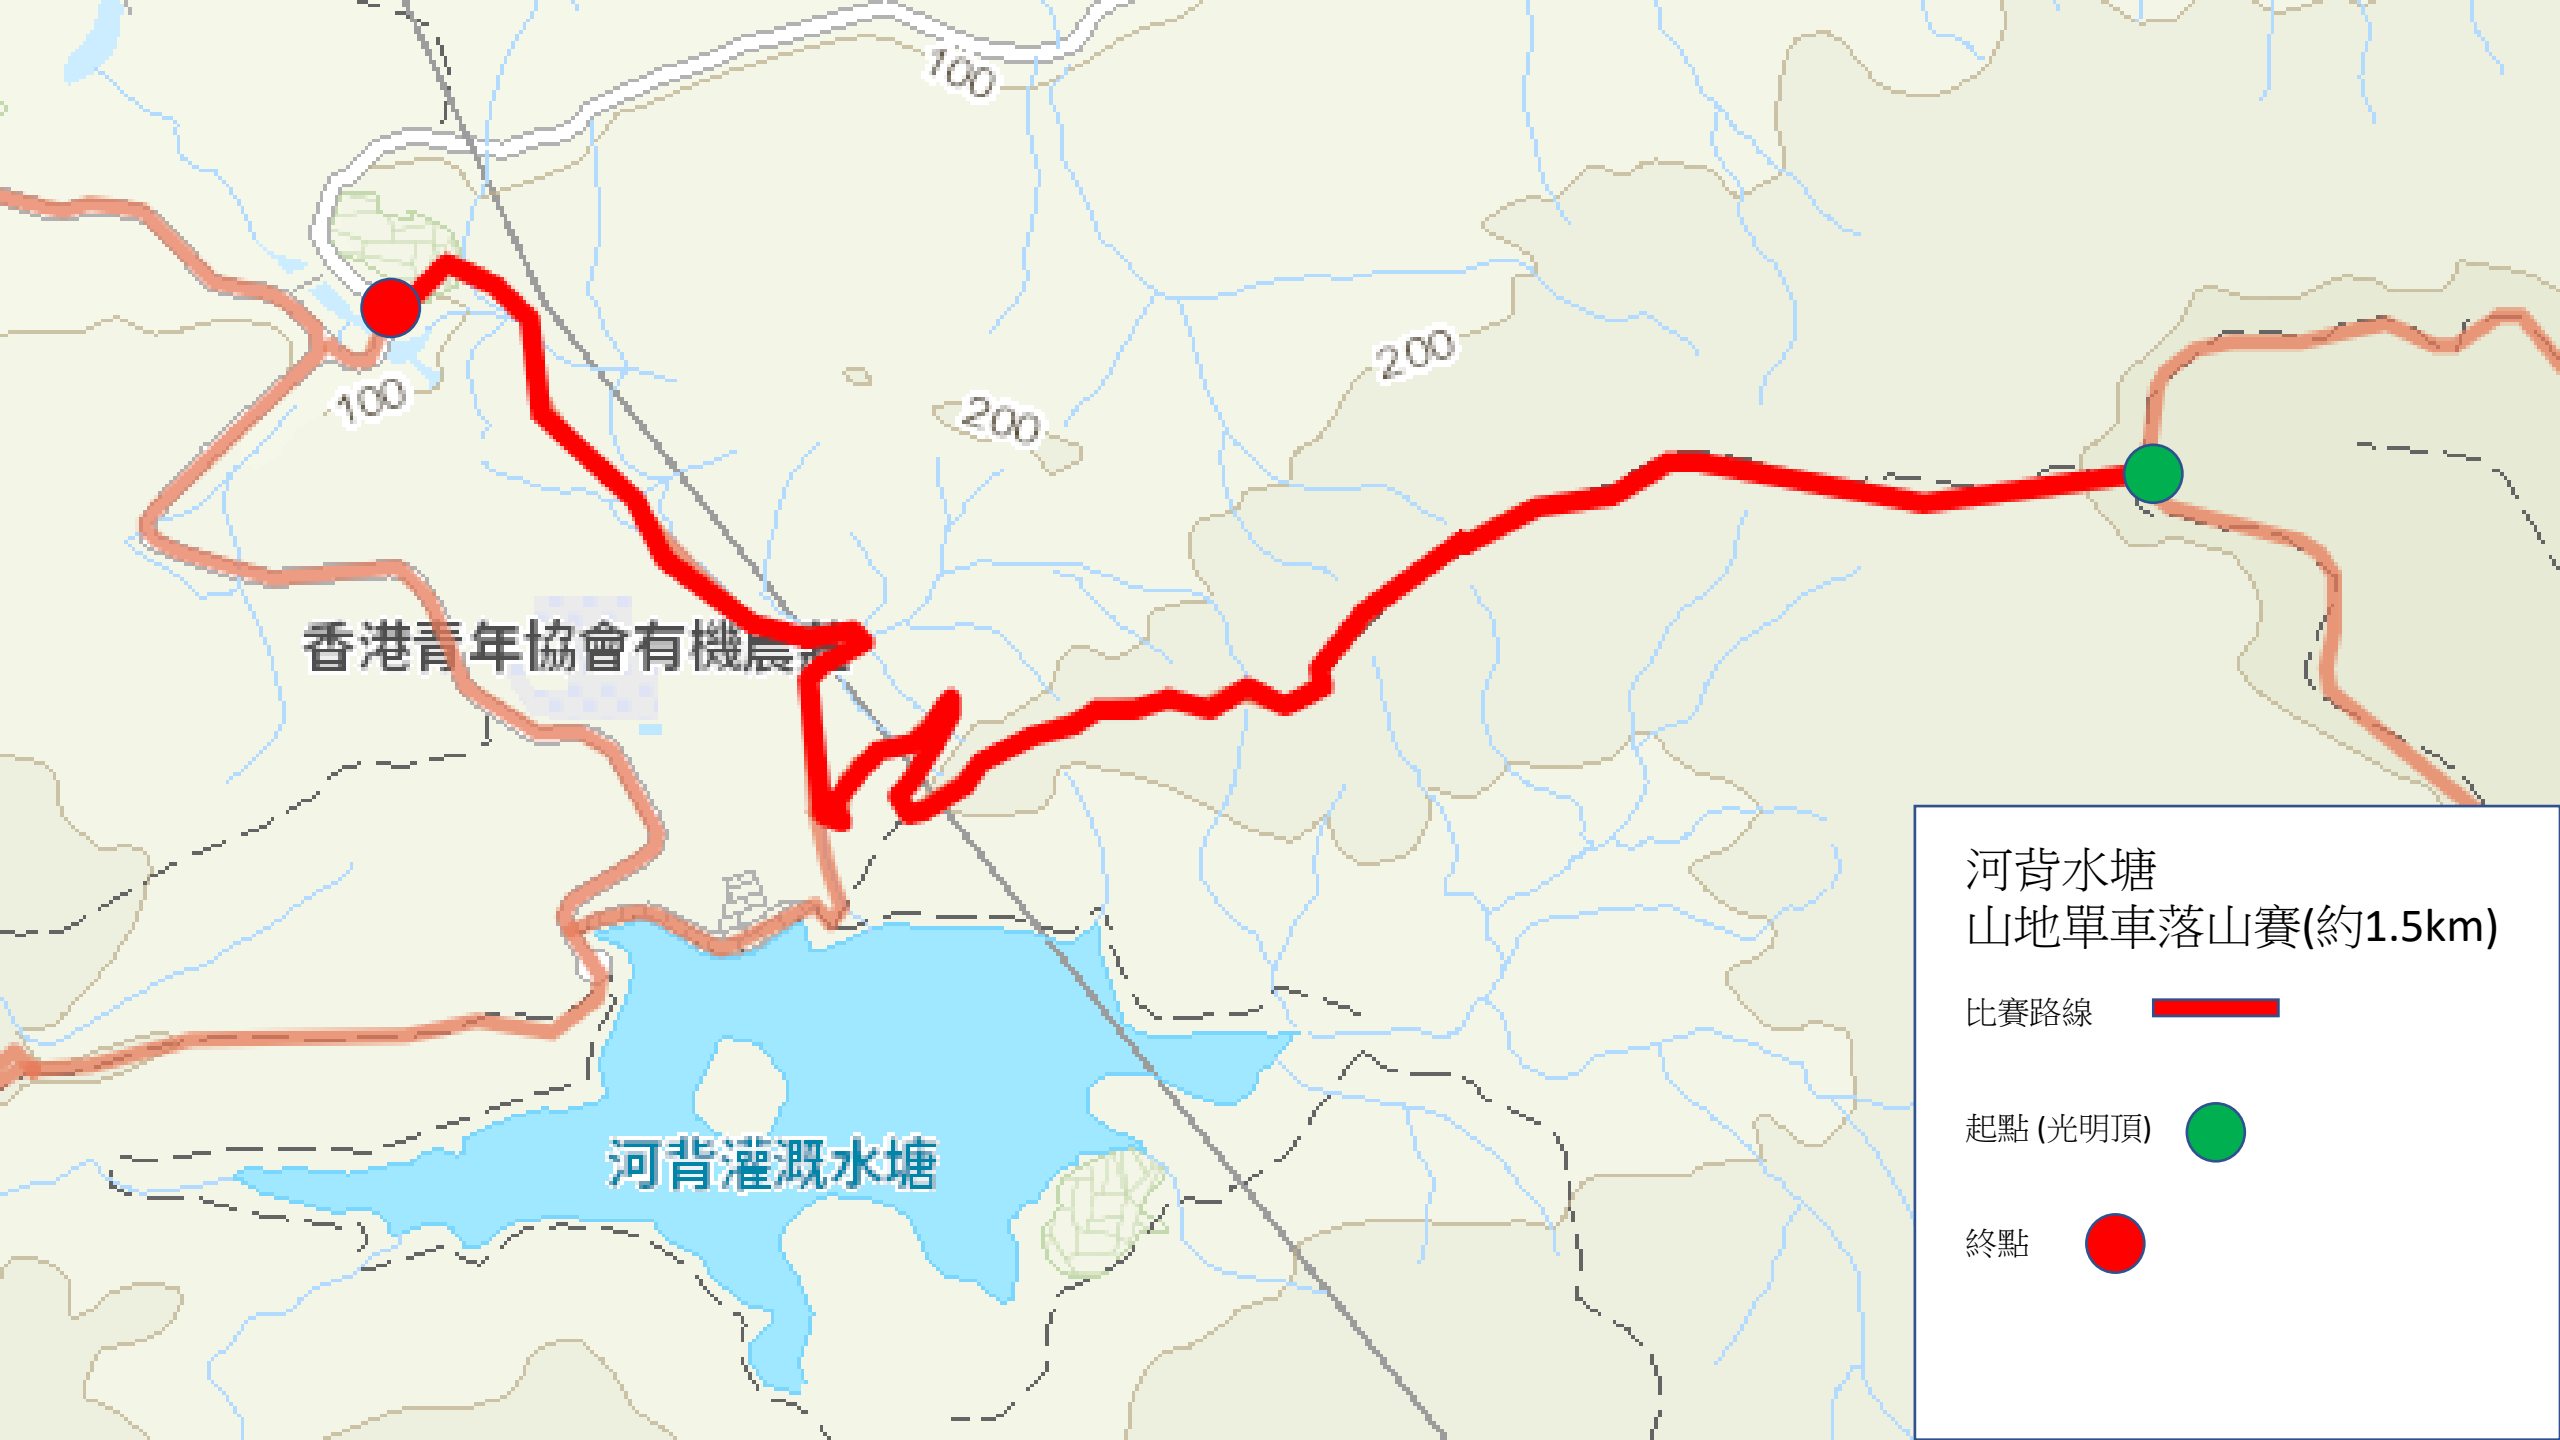 100
200
200
100
香港青年協會有機農莊
河背灌溉水塘
河背水塘
山地單車落山賽(約1.5km)
比賽路線
起點 (光明頂)
終點